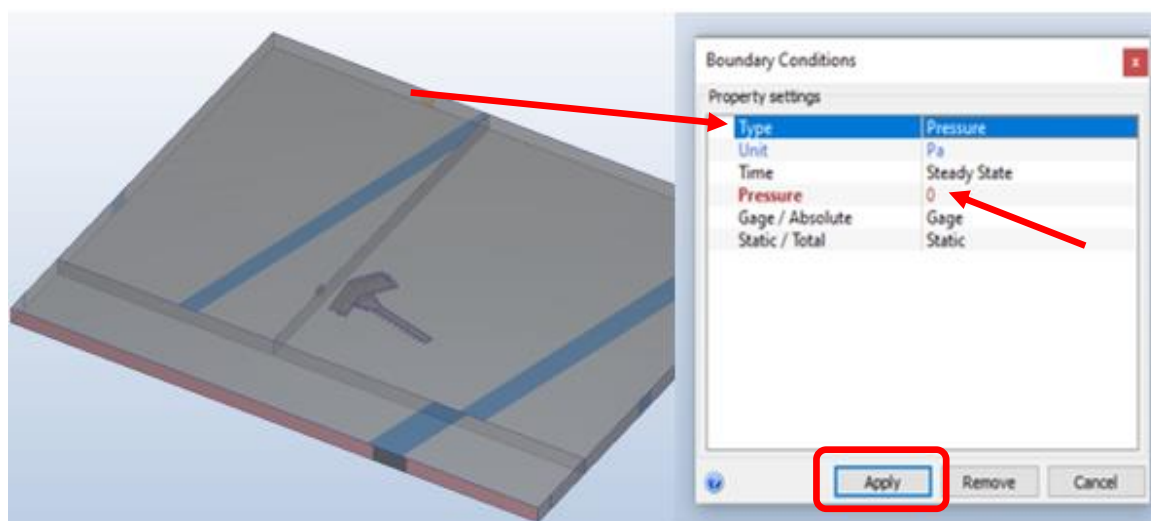 Boundary Conditions
x
Property settings
Type Pressure
Unit Pa
Time Steady State
Pressure 0
Gage / Absolute Gage
Static / Total Static
Apply Remove Cancel